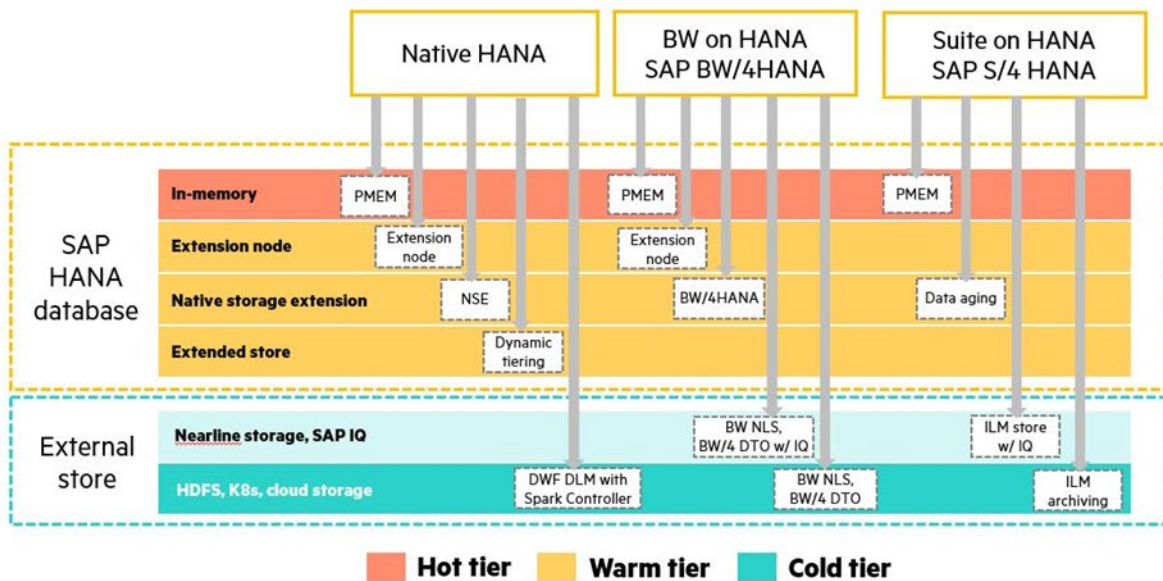 Native HANA
BW on HANA
SAP BW/4HANA
Suite on HANA
SAP S/4 HANA
SAP
HANA
database
In-memory
PMEM
PMEM
PMEM
Extension node
Extension
node
Extension
node
Native storage extension
NSE
BW/4HANA
Data aging
Extended store
Dynamic
tiering
External
store
Nearline storage, SAP IQ
BW NLS,
BW/4 DTO w/ IQ
ILM store
w/ IQ
HDFS, K8s, cloud storage
DWF DLM with
Spark Controller
BW NLS,
BW/4 DTO
ILM
archiving
Hot tier
Warm tier
Cold tier